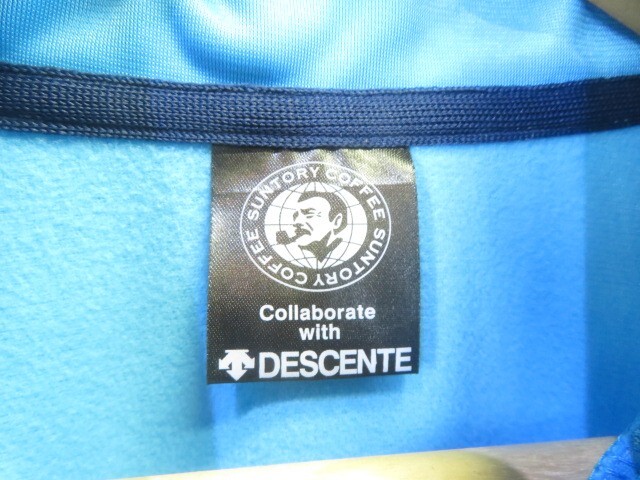 SUNTORY COFFEE SUNTORY COFFEE
Collaborate
with
DESCENTE